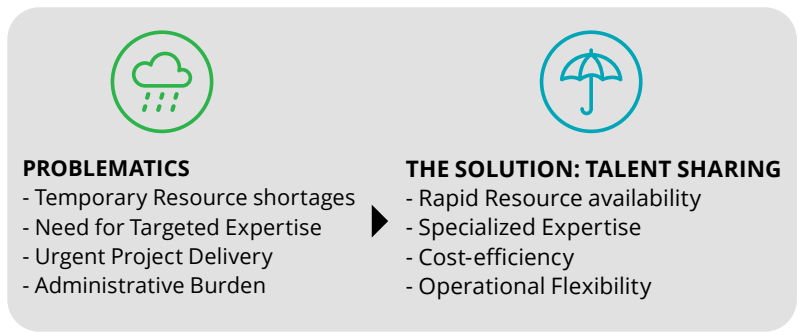 PROBLEMATICS
- Temporary Resource shortages
- Need for Targeted Expertise
- Urgent Project Delivery
- Administrative Burden
THE SOLUTION: TALENT SHARING
- Rapid Resource availability
- Specialized Expertise
- Cost-efficiency
- Operational Flexibility